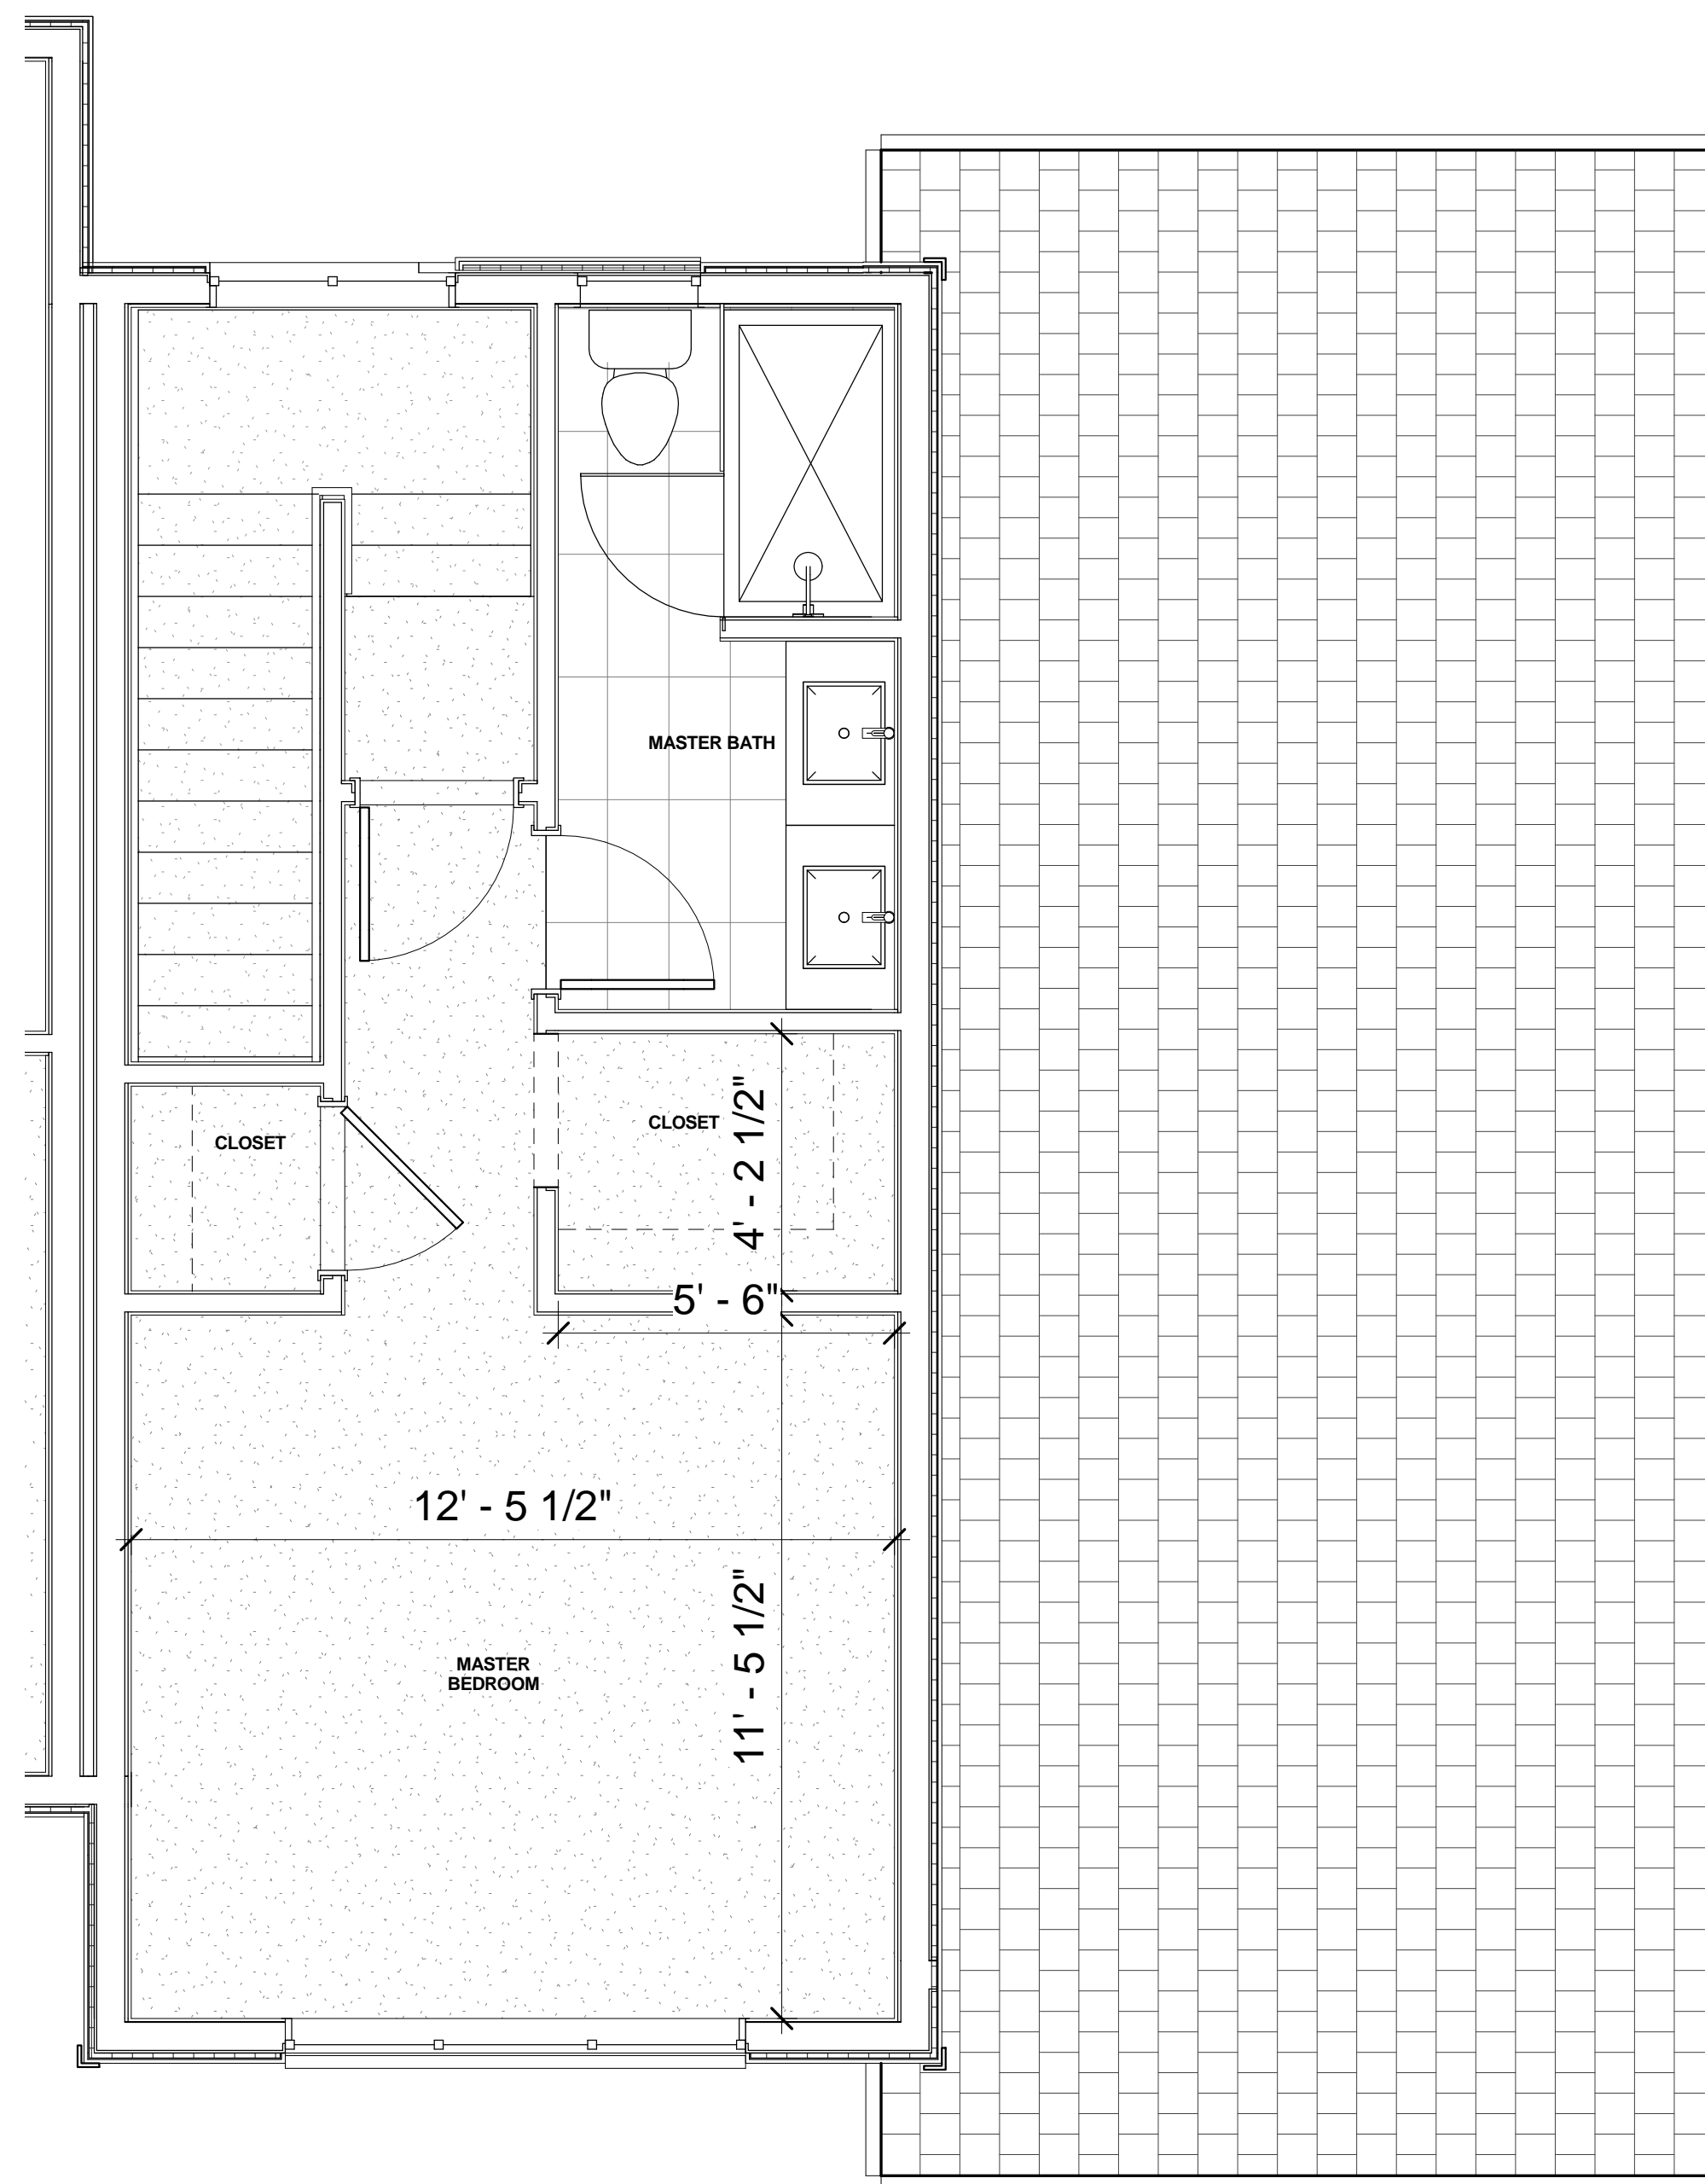 MASTER BATH
CLOSET
CLOSET
4' - 2 1/2"
5' - 6"
12' - 5 1/2"
11' - 5 1/2"
MASTER
BEDROOM